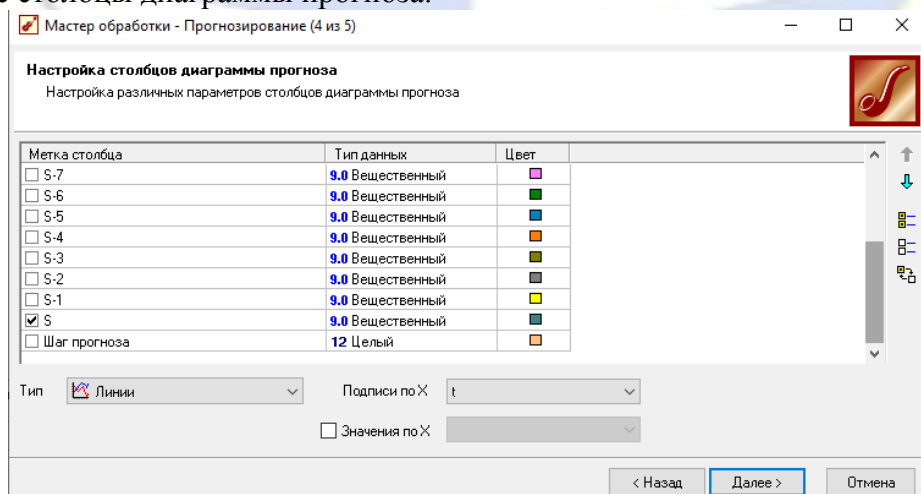 столбцы диаграммы прогноза.
Мастер обработки - Прогнозирование (4 из 5)
Настройка столбцов диаграммы прогноза
Настройка различных параметров столбцов диаграммы прогноза
Метка столбца Тип данных Цвет
S-7 9.0 Вещественный
S-6 9.0 Вещественный
S-5 9.0 Вещественный
S-4 9.0 Вещественный
S-3 9.0 Вещественный
S-2 9.0 Вещественный
S-1 9.0 Вещественный
S 9.0 Вещественный
Шаг прогноза 12 Целый
Тип Линии Подписи по X t
Значения по X
< Назад Далее > Отмена